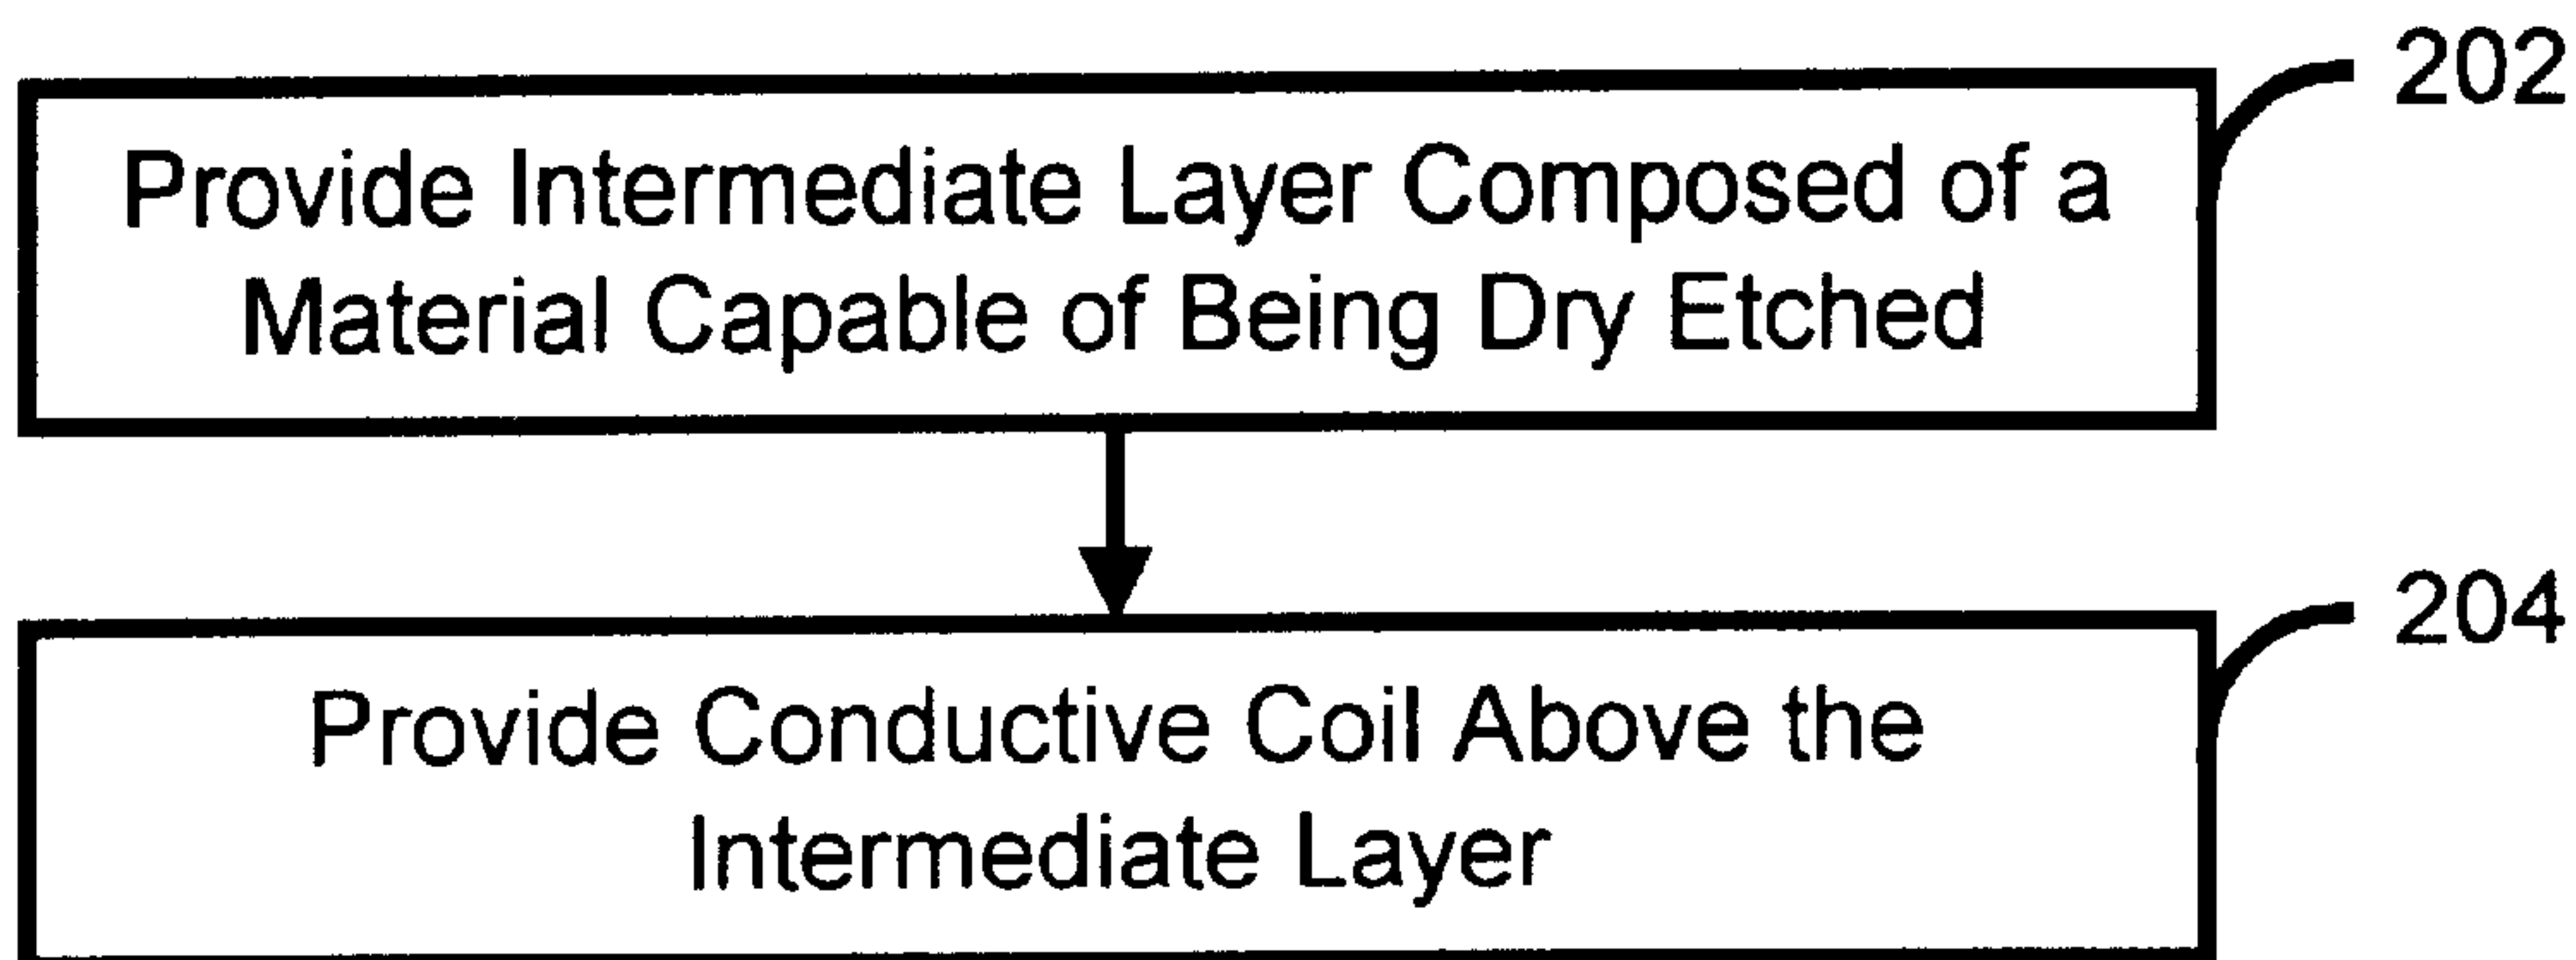 202
Provide Intermediate Layer Composed of a
Material Capable of Being Dry Etched
204
Provide Conductive Coil Above the
Intermediate Layer